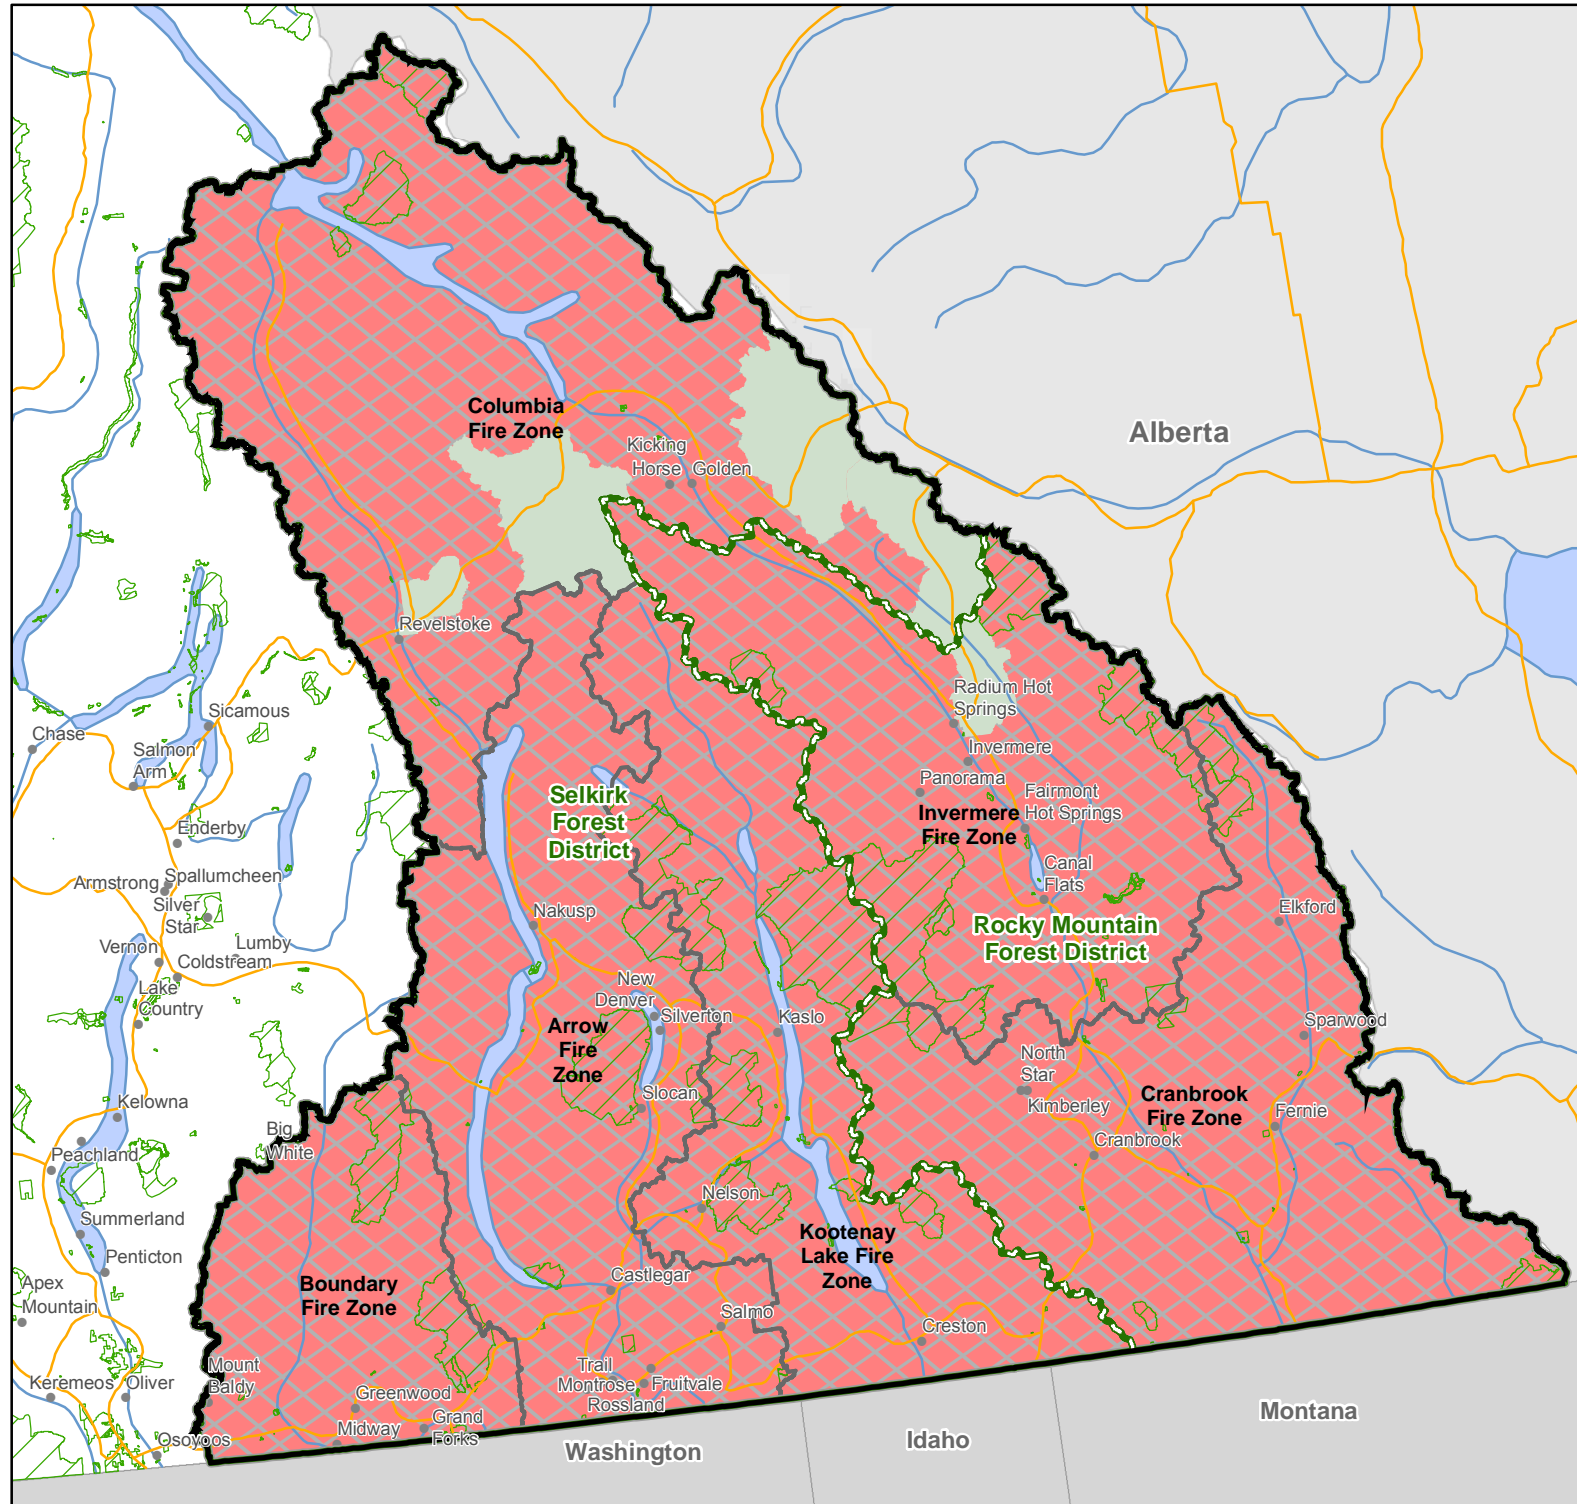 Columbia
Fire Zone
Kicking
Horse
Golden
Alberta
Revelstoke
Radium Hot
Springs
Invermere
Panorama
Fairmont
Hot Springs
Invermere
Fire Zone
Canal
Flats
Selkirk
Forest
District
Rocky Mountain
Forest District
Elkford
Sparwood
Chase
Sicamous
Salmon
Arm
Enderby
Armstrong
Spallumcheen
Silver
Star
Vernon
Lumby
Coldstream
Lake
Country
Nakusp
New
Denver
Silverton
Kaslo
Arrow
Fire
Zone
Slocan
North
Star
Kimberley
Cranbrook
Fire Zone
Fernie
Cranbrook
Kelowna
Big
White
Peachland
Summerland
Penticton
Apex
Mountain
Nelson
Kootenay
Lake Fire
Zone
Boundary
Fire Zone
Castlegar
Salmo
Creston
Mount
Baldy
Keremeos
Oliver
Osoyoos
Greenwood
Midway
Grand
Forks
Trail
Montrose
Fruitvale
Rossland
Washington
Idaho
Montana